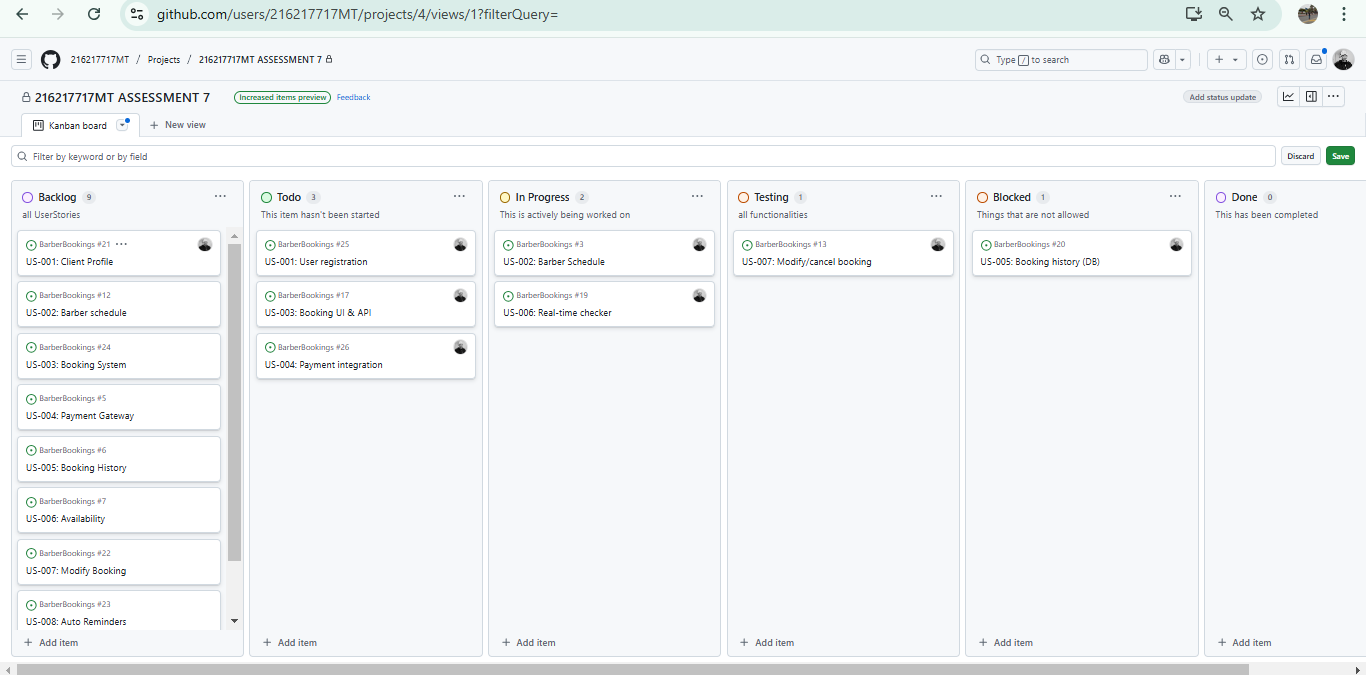 github.com/users/216217717MT/projects/4/views/1?filterQuery=
216217717MT / Projects / 216217717MT ASSESSMENT 7
Type / to search
216217717MT ASSESSMENT 7
Increased items preview
Feedback
Add status update
Kanban board
New view
Filter by keyword or by field
Discard
Save
Backlog 9
all UserStories
BarberBookings #21
US-001: Client Profile
BarberBookings #12
US-002: Barber schedule
BarberBookings #24
US-003: Booking System
BarberBookings #5
US-004: Payment Gateway
BarberBookings #6
US-005: Booking History
BarberBookings #7
US-006: Availability
BarberBookings #22
US-007: Modify Booking
BarberBookings #23
US-008: Auto Reminders
+ Add item
Todo 3
This item hasn't been started
BarberBookings #25
US-001: User registration
BarberBookings #17
US-003: Booking UI & API
BarberBookings #26
US-004: Payment integration
+ Add item
In Progress 2
This is actively being worked on
BarberBookings #3
US-002: Barber Schedule
BarberBookings #19
US-006: Real-time checker
+ Add item
Testing 1
all functionalities
BarberBookings #13
US-007: Modify/cancel booking
+ Add item
Blocked 1
Things that are not allowed
BarberBookings #20
US-005: Booking history (DB)
+ Add item
Done 0
This has been completed
+ Add item